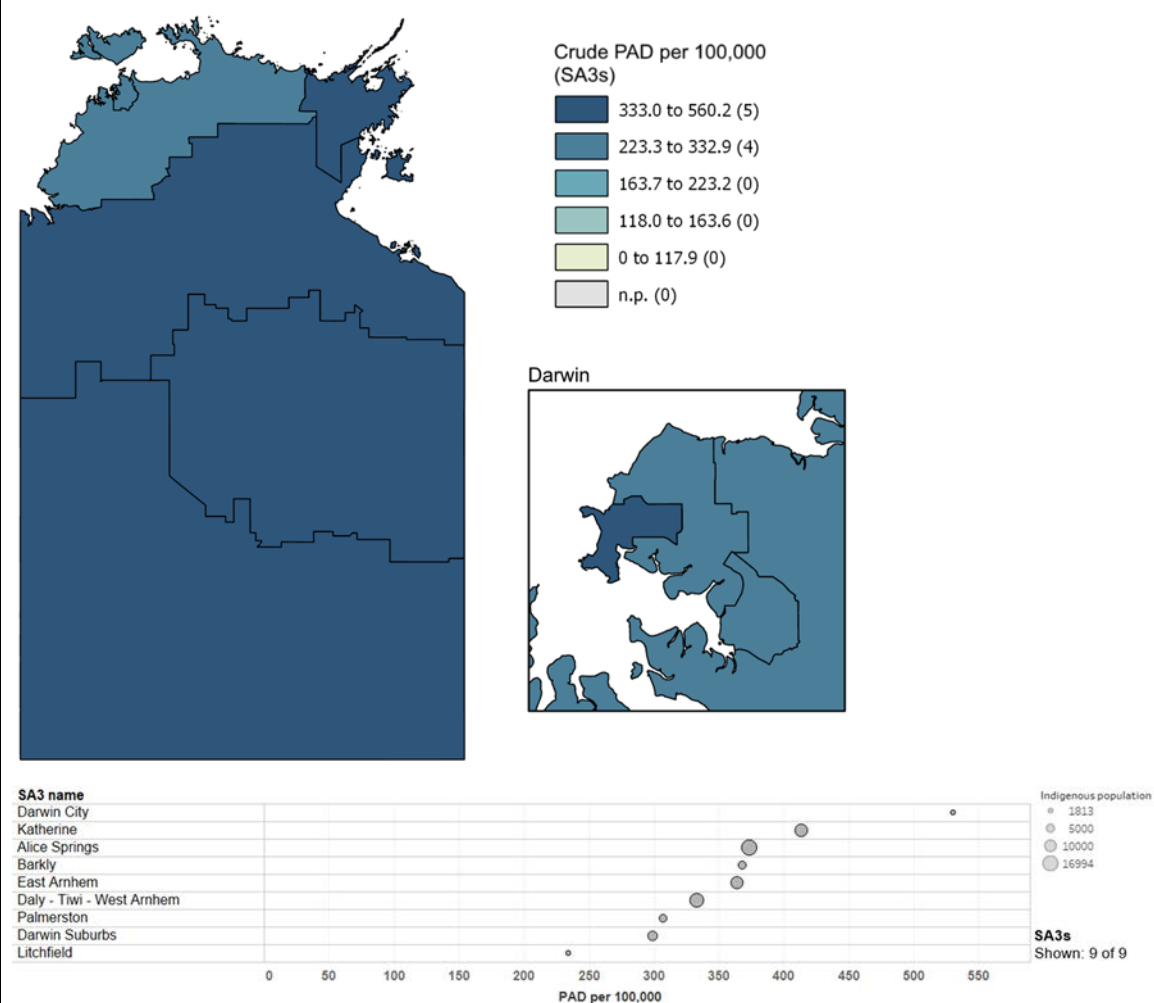 Crude PAD per 100,000
(SA3s)
333.0 to 560.2 (5)
223.3 to 332.9 (4)
163.7 to 223.2 (0)
118.0 to 163.6 (0)
0 to 117.9 (0)
n.p. (0)
Darwin
SA3 name
Darwin City
Katherine
Alice Springs
Barkly
East Arnhem
Daly - Tiwi - West Arnhem
Palmerston
Darwin Suburbs
Litchfield
0 50 100 150 200 250 300 350 400 450 500 550
PAD per 100,000
Indigenous population
1813
5000
10000
16994
SA3s
Shown: 9 of 9